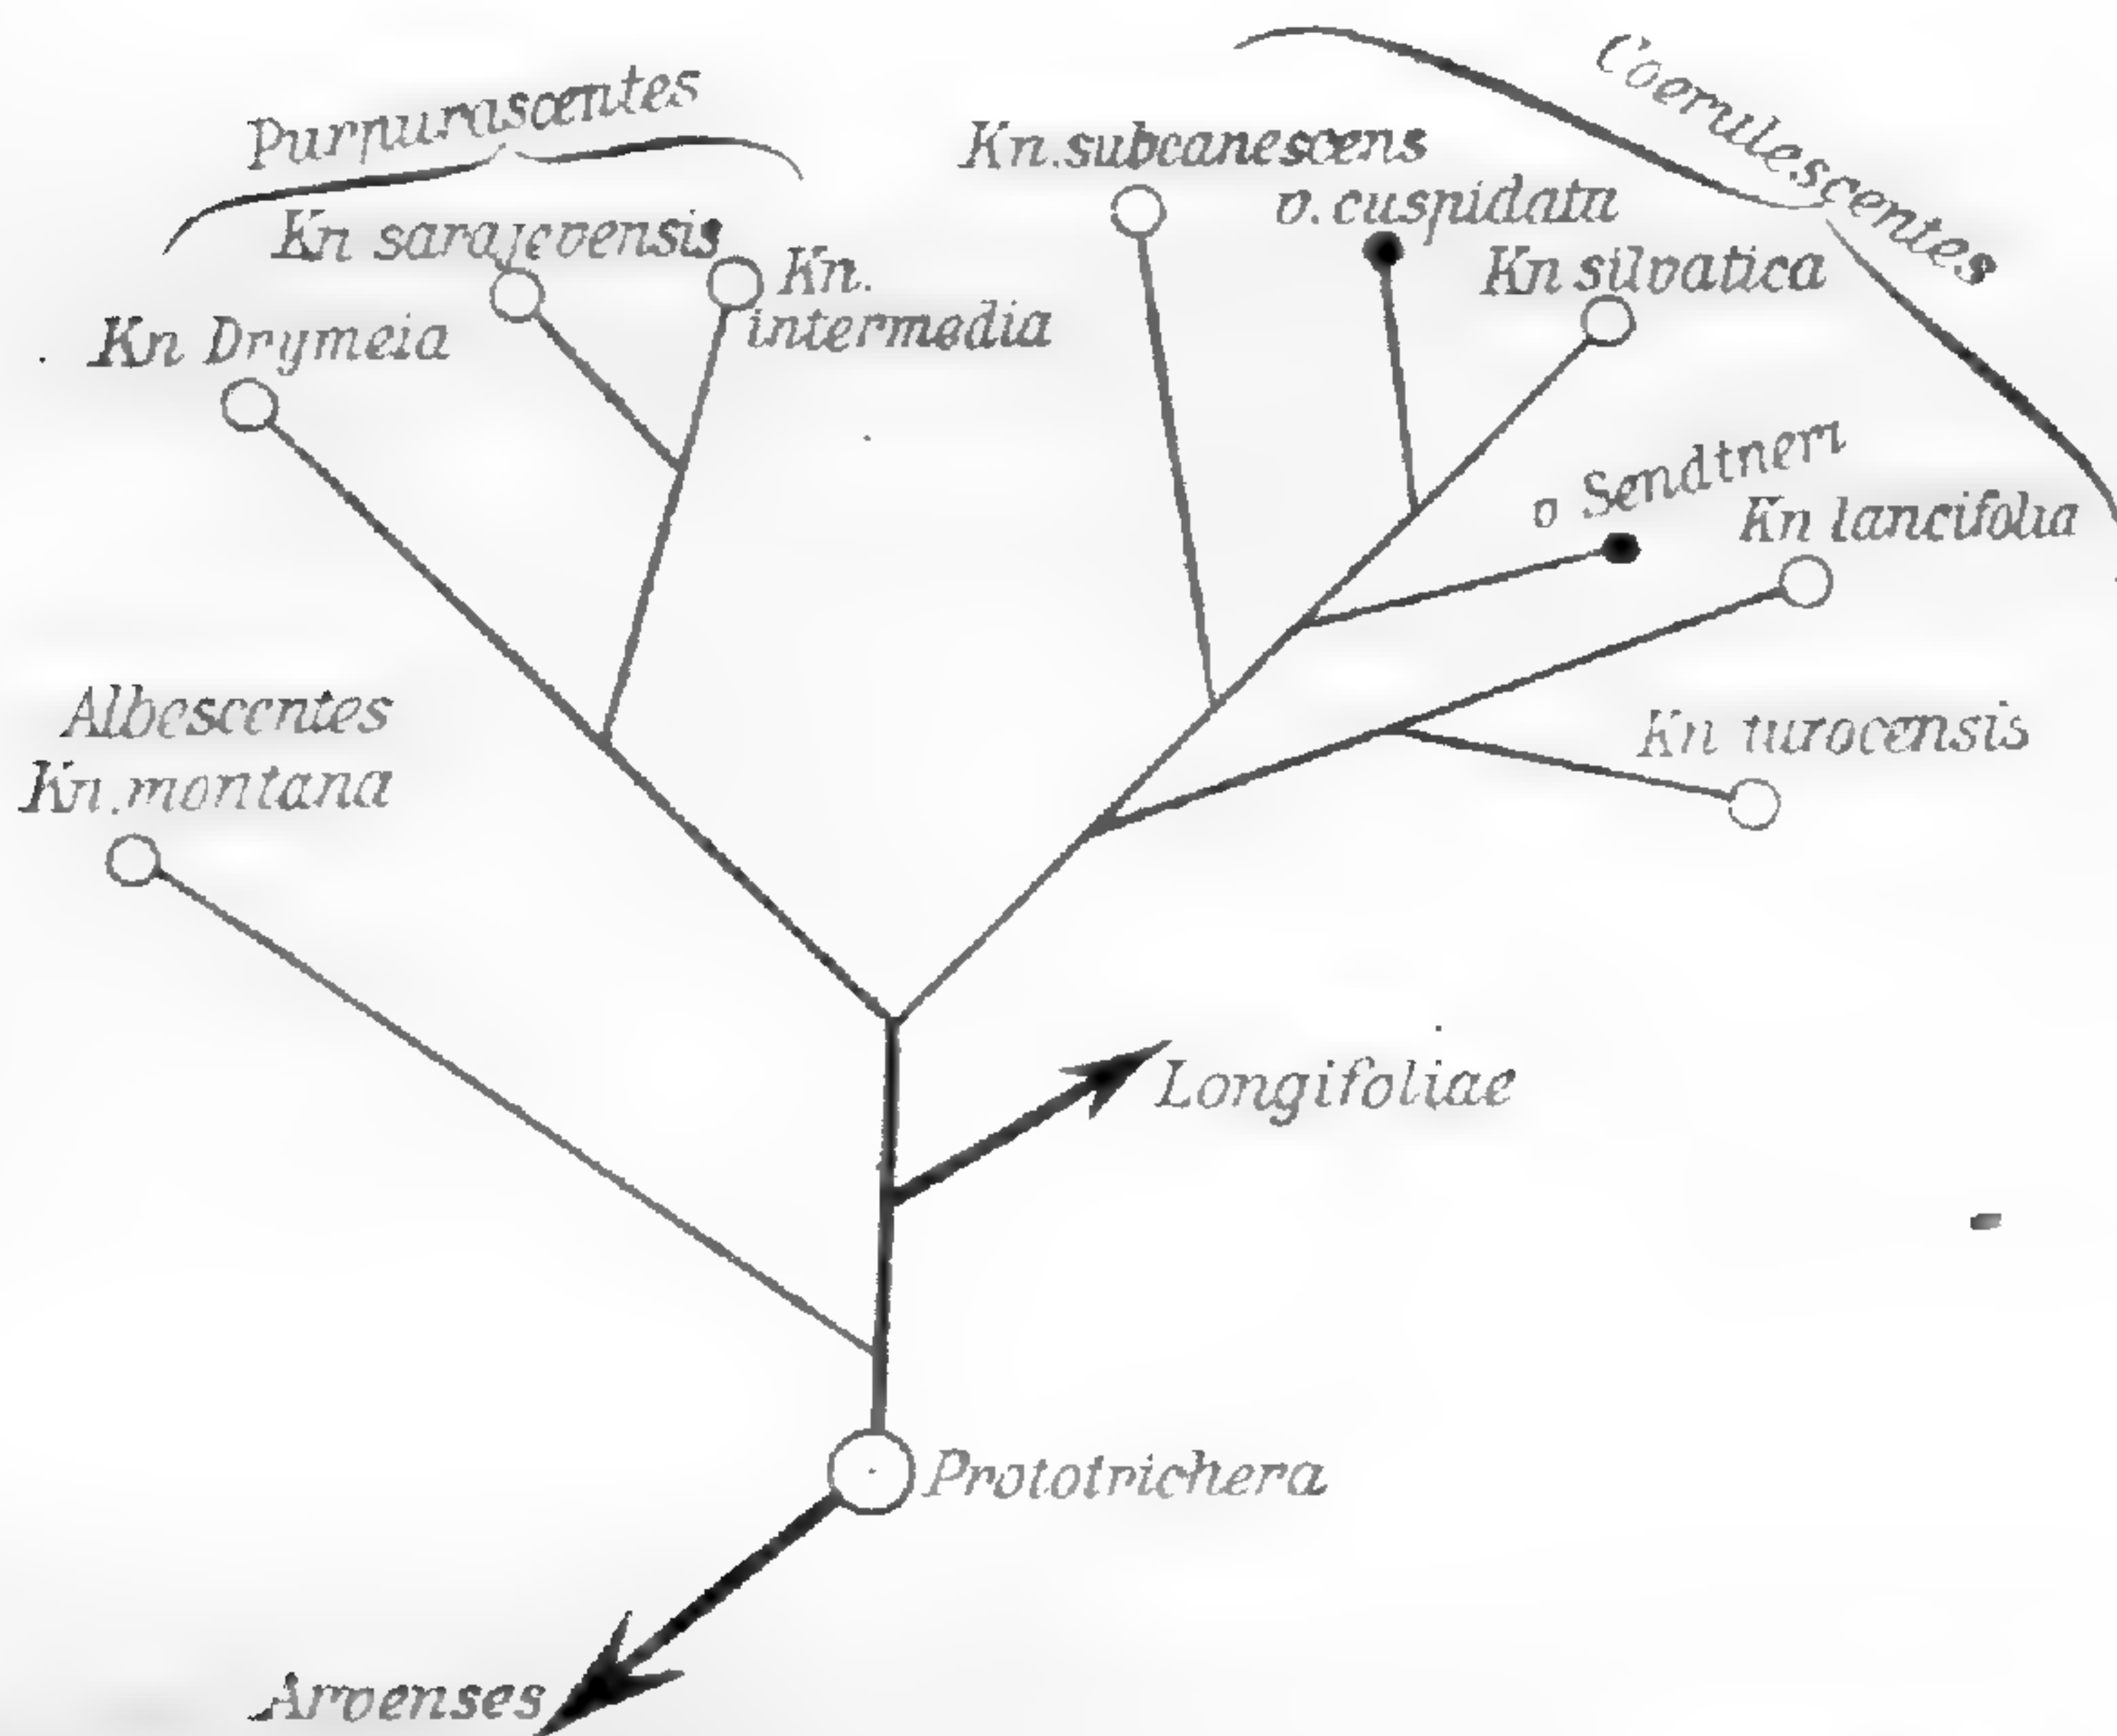 Purpurascentes
Coerulescentes
Kn. subcanescens
v. cuspidata
Kn sarajevensis
Kn.
intermedia
Kn silvatica
Kn Drymeia
v Sendtneri
Kn lancifolia
Albescentes
Kn. montana
Kn turocensis
Longifoliae
Prototrichera
Arvenses